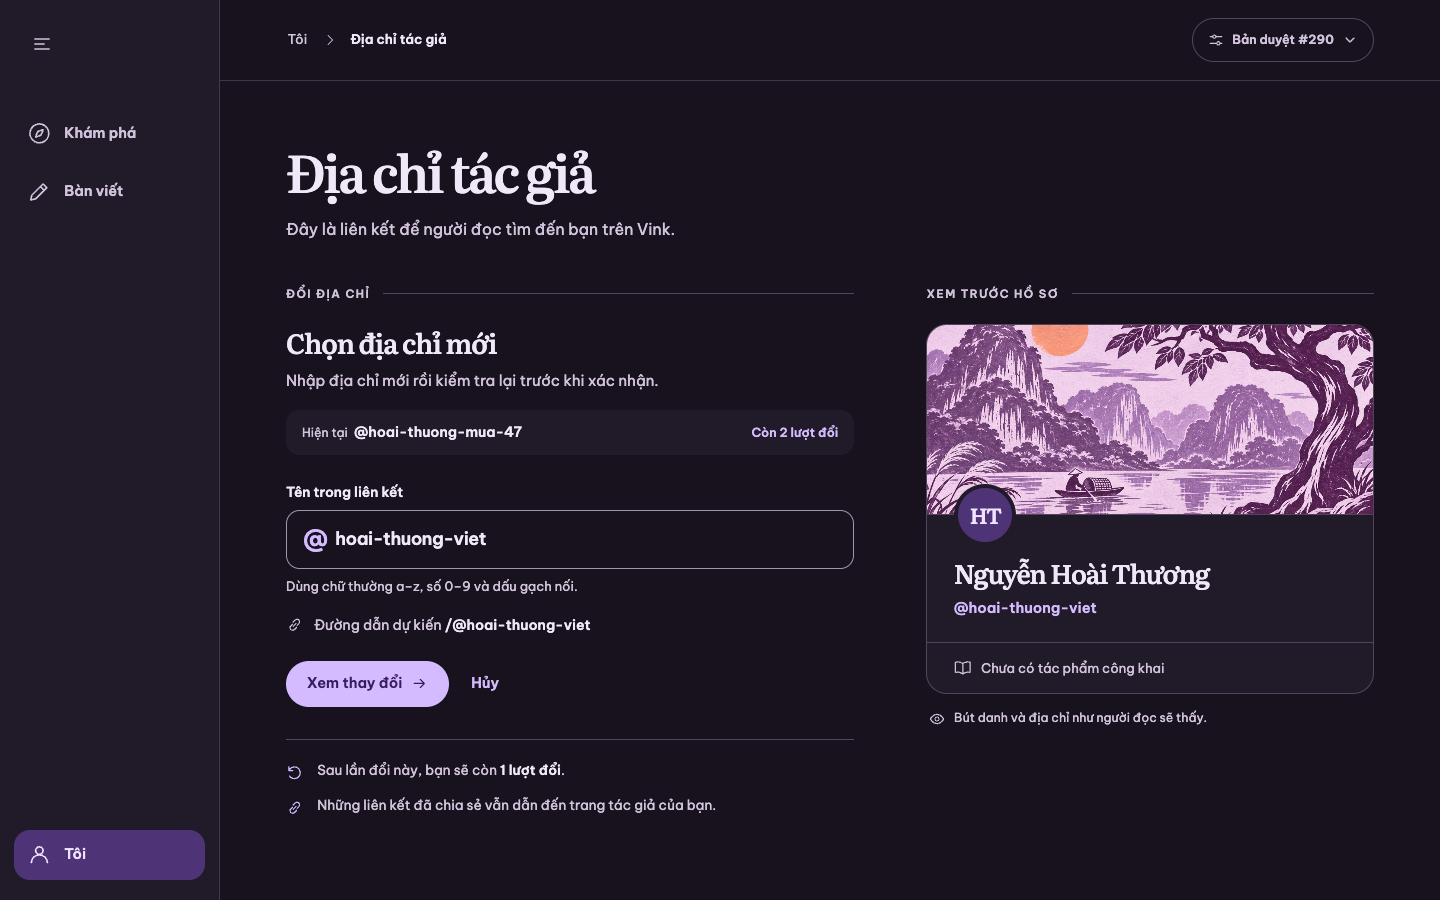 Tôi > Địa chỉ tác giả
Bản duyệt #290
Khám phá
Bàn viết
Tôi
Địa chỉ tác giả
Đây là liên kết để người đọc tìm đến bạn trên Vink.
ĐỔI ĐỊA CHỈ
Chọn địa chỉ mới
Nhập địa chỉ mới rồi kiểm tra lại trước khi xác nhận.
Hiện tại @hoai-thuong-mua-47
Còn 2 lượt đổi
Tên trong liên kết
@ hoai-thuong-viet
Dùng chữ thường a–z, số 0–9 và dấu gạch nối.
Đường dẫn dự kiến /@hoai-thuong-viet
Xem thay đổi →
Hủy
Sau lần đổi này, bạn sẽ còn 1 lượt đổi.
Những liên kết đã chia sẻ vẫn dẫn đến trang tác giả của bạn.
XEM TRƯỚC HỒ SƠ
HT
Nguyễn Hoài Thương
@hoai-thuong-viet
Chưa có tác phẩm công khai
Bút danh và địa chỉ như người đọc sẽ thấy.